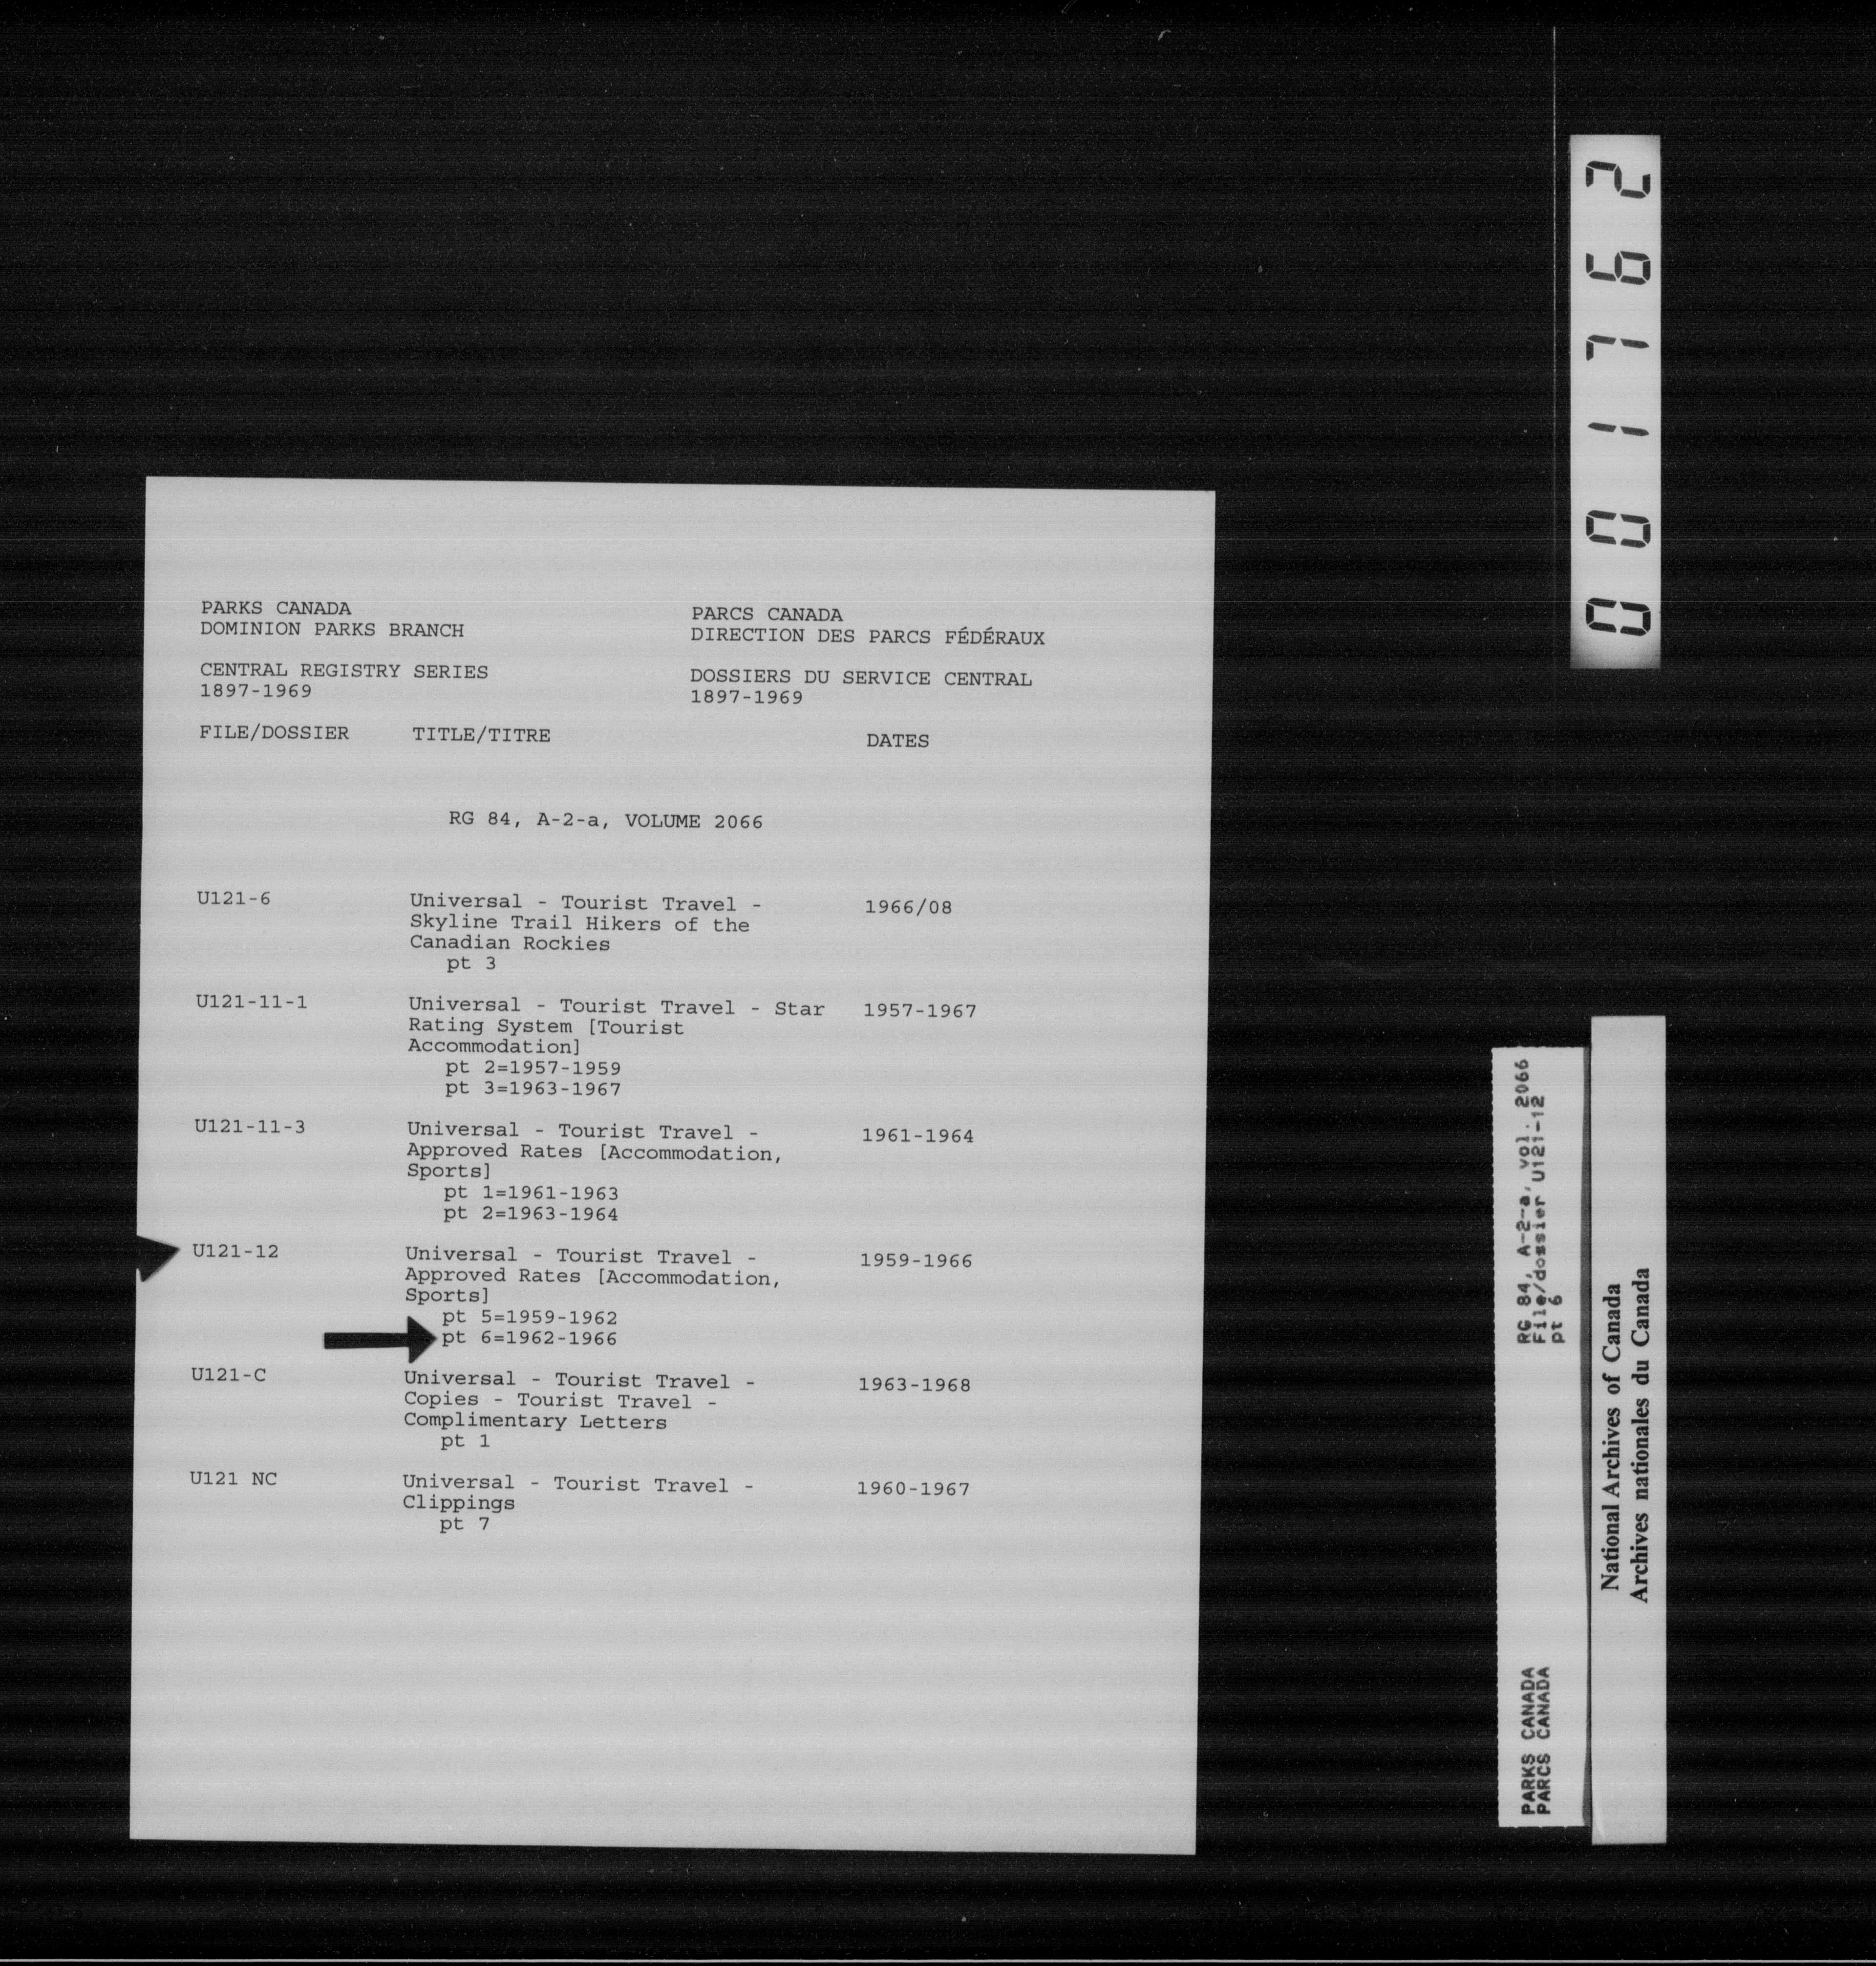 PARKS CANADA
DOMINION PARKS BRANCH
CENTRAL REGISTRY SERIES
1897-1969
PARCS CANADA
DIRECTION DES PARCS FÉDÉRAUX
DOSSIERS DU SERVICE CENTRAL
1897-1969
FILE/DOSSIER TITLE/TITRE DATES
RG 84, A-2-a, VOLUME 2066
U121-6 Universal - Tourist Travel - 1966/08
Skyline Trail Hikers of the
Canadian Rockies
pt 3
U121-11-1 Universal - Tourist Travel - Star 1957-1967
Rating System [Tourist
Accommodation]
pt 2=1957-1959
pt 3=1963-1967
U121-11-3 Universal - Tourist Travel - 1961-1964
Approved Rates [Accommodation,
Sports]
pt 1=1961-1963
pt 2=1963-1964
U121-12 Universal - Tourist Travel - 1959-1966
Approved Rates [Accommodation,
Sports]
pt 5=1959-1962
pt 6=1962-1966
U121-C Universal - Tourist Travel - 1963-1968
Copies - Tourist Travel -
Complimentary Letters
pt 1
U121 NC Universal - Tourist Travel - 1960-1967
Clippings
pt 7
001762
PARKS CANADA
PARCS CANADA
RG 84, A-2-a, vol. 2066
File/dossier U121-12
pt 6
National Archives of Canada
Archives nationales du Canada